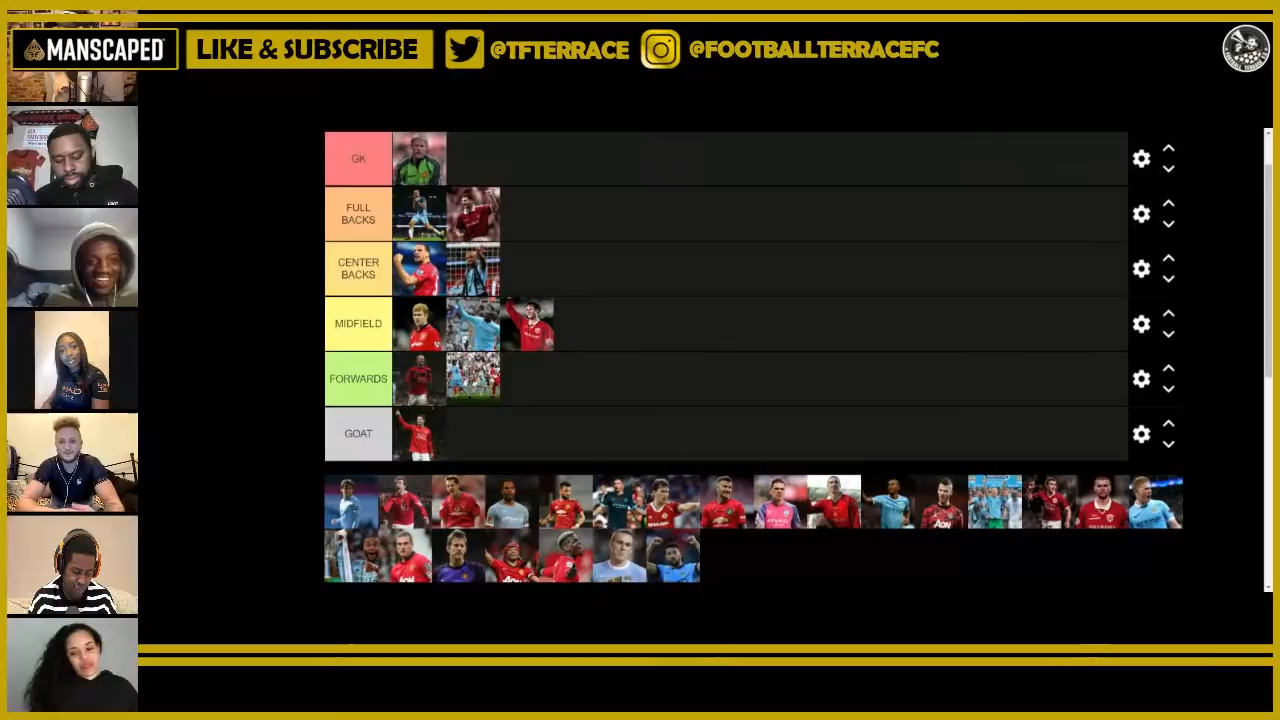 MANSCAPED LIKE & SUBSCRIBE @TFTERRACE @FOOTBALLTERRACEFC
GK
FULL
BACKS
CENTER
BACKS
MIDFIELD
FORWARDS
GOAT